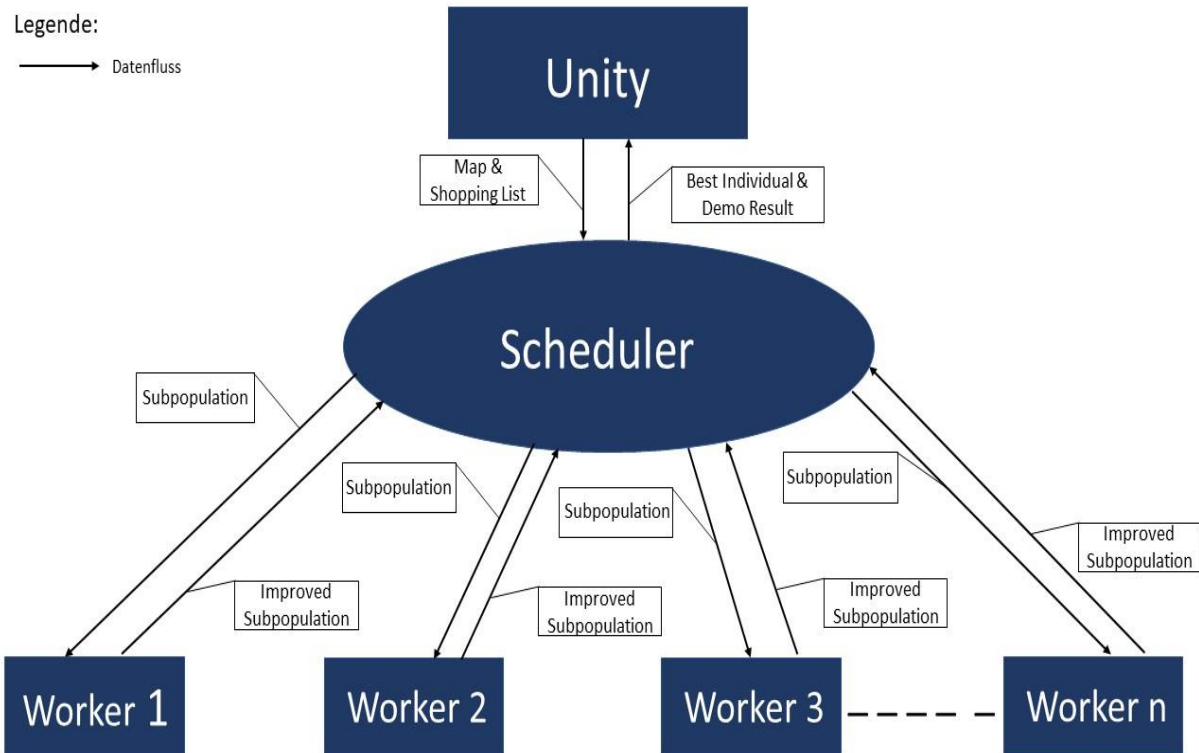 Legende:
Datenfluss
Unity
Map &
Shopping List
Best Individual &
Demo Result
Scheduler
Subpopulation
Subpopulation
Subpopulation
Subpopulation
Improved
Subpopulation
Improved
Subpopulation
Improved
Subpopulation
Improved
Subpopulation
Worker 1
Worker 2
Worker 3
Worker n